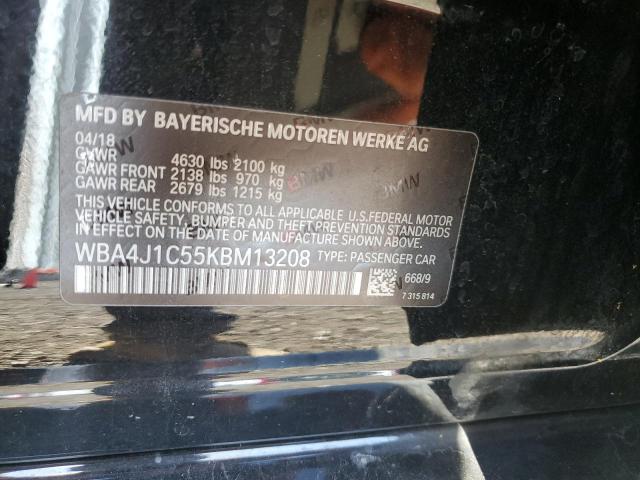 MFD BY BAYERISCHE MOTOREN WERKE AG
04/18
GVWR 4630 lbs 2100 kg
GAWR FRONT 2138 lbs 970 kg
GAWR REAR 2679 lbs 1215 kg
THIS VEHICLE CONFORMS TO ALL APPLICABLE U.S.FEDERAL MOTOR
VEHICLE SAFETY, BUMPER AND THEFT PREVENTION STANDARDS
IN EFFECT ON THE DATE OF MANUFACTURE SHOWN ABOVE.
WBA4J1C55KBM13208 TYPE: PASSENGER CAR
668/9
7 315 814